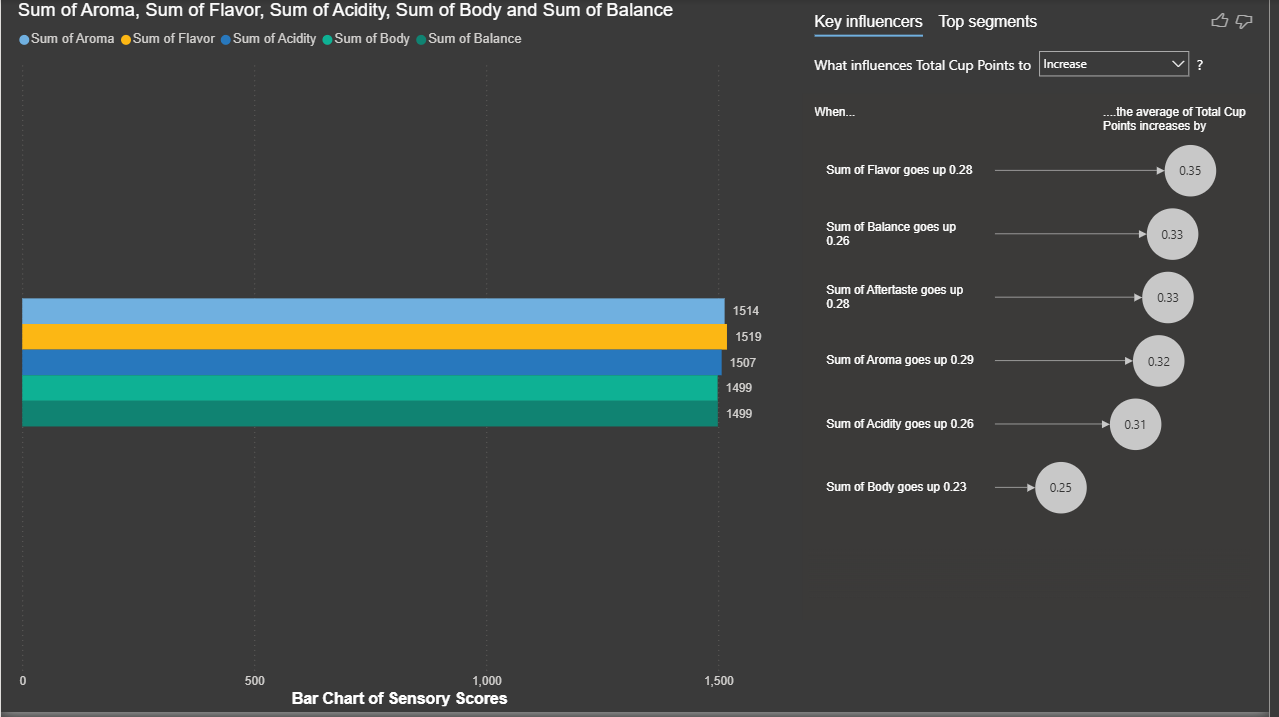 Sum of Aroma, Sum of Flavor, Sum of Acidity, Sum of Body and Sum of Balance
Sum of Aroma Sum of Flavor Sum of Acidity Sum of Body Sum of Balance
1514
1519
1507
1499
1499
0 500 1,000 1,500
Bar Chart of Sensory Scores
Key influencers Top segments
What influences Total Cup Points to Increase ?
When...
....the average of Total Cup
Points increases by
Sum of Flavor goes up 0.28 0.35
Sum of Balance goes up
0.26
0.33
Sum of Aftertaste goes up
0.28
0.33
Sum of Aroma goes up 0.29 0.32
Sum of Acidity goes up 0.26 0.31
Sum of Body goes up 0.23 0.25